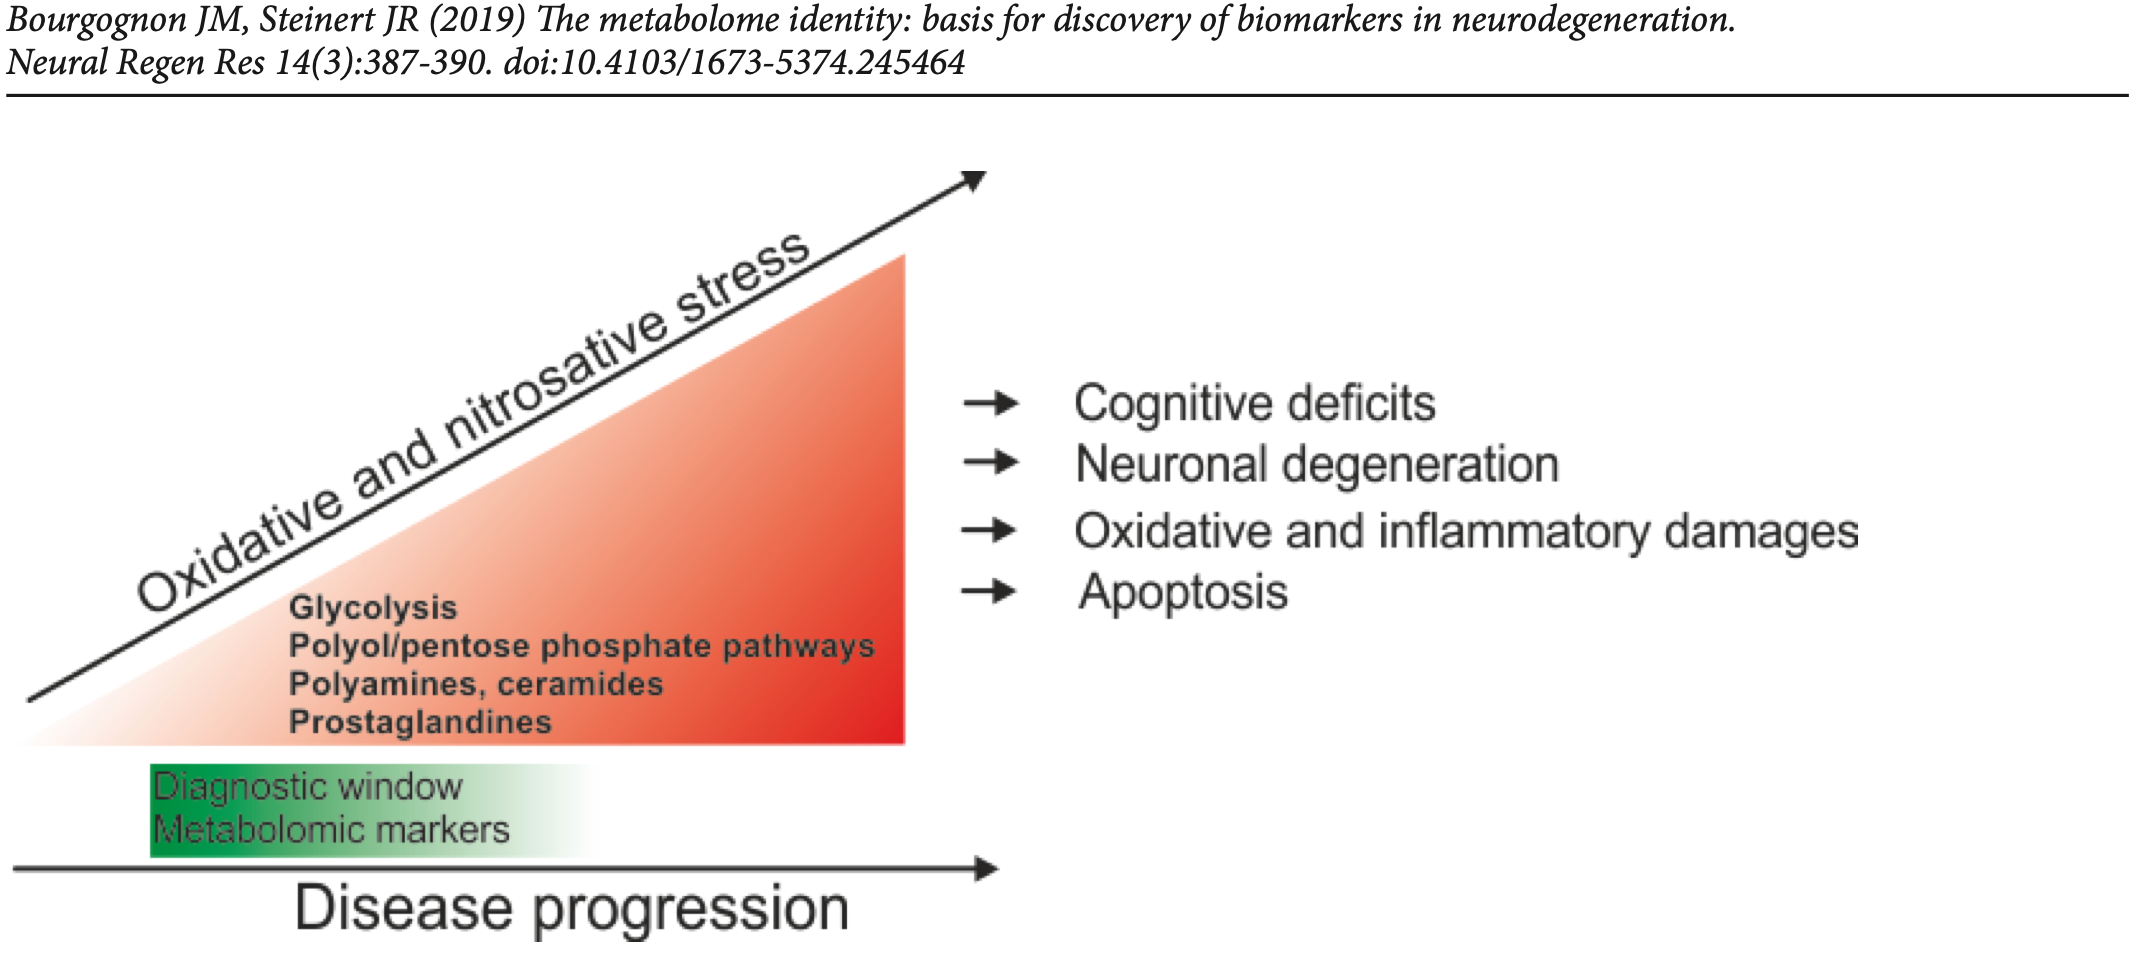 Bourgognon JM, Steinert JR (2019) The metabolome identity: basis for discovery of biomarkers in neurodegeneration.
Neural Regen Res 14(3):387-390. doi:10.4103/1673-5374.245464
Oxidative and nitrosative stress
Glycolysis
Polyol/pentose phosphate pathways
Polyamines, ceramides
Prostaglandines
Cognitive deficits
Neuronal degeneration
Oxidative and inflammatory damages
Apoptosis
Diagnostic window
Metabolomic markers
Disease progression